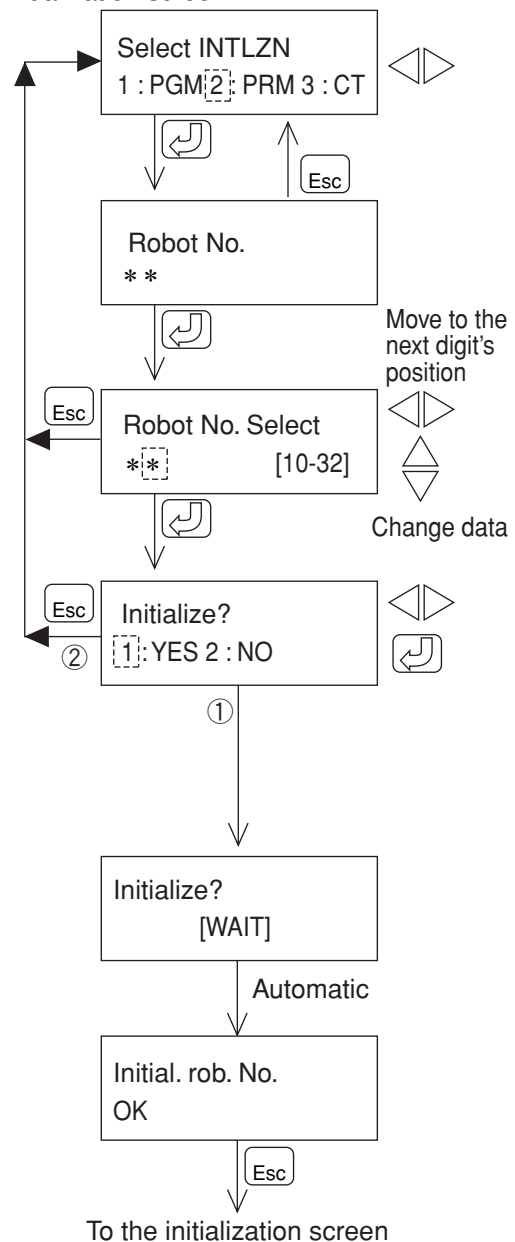 Select INTLZN
1 : PGM 2 : PRM 3 : CT
Esc
Robot No.
* *
Move to the
next digit's
position
Esc
Robot No. Select
* * [10-32]
Change data
Esc
Initialize?
1 : YES 2 : NO
②
①
Initialize?
[WAIT]
Automatic
Initial. rob. No.
OK
Esc
To the initialization screen